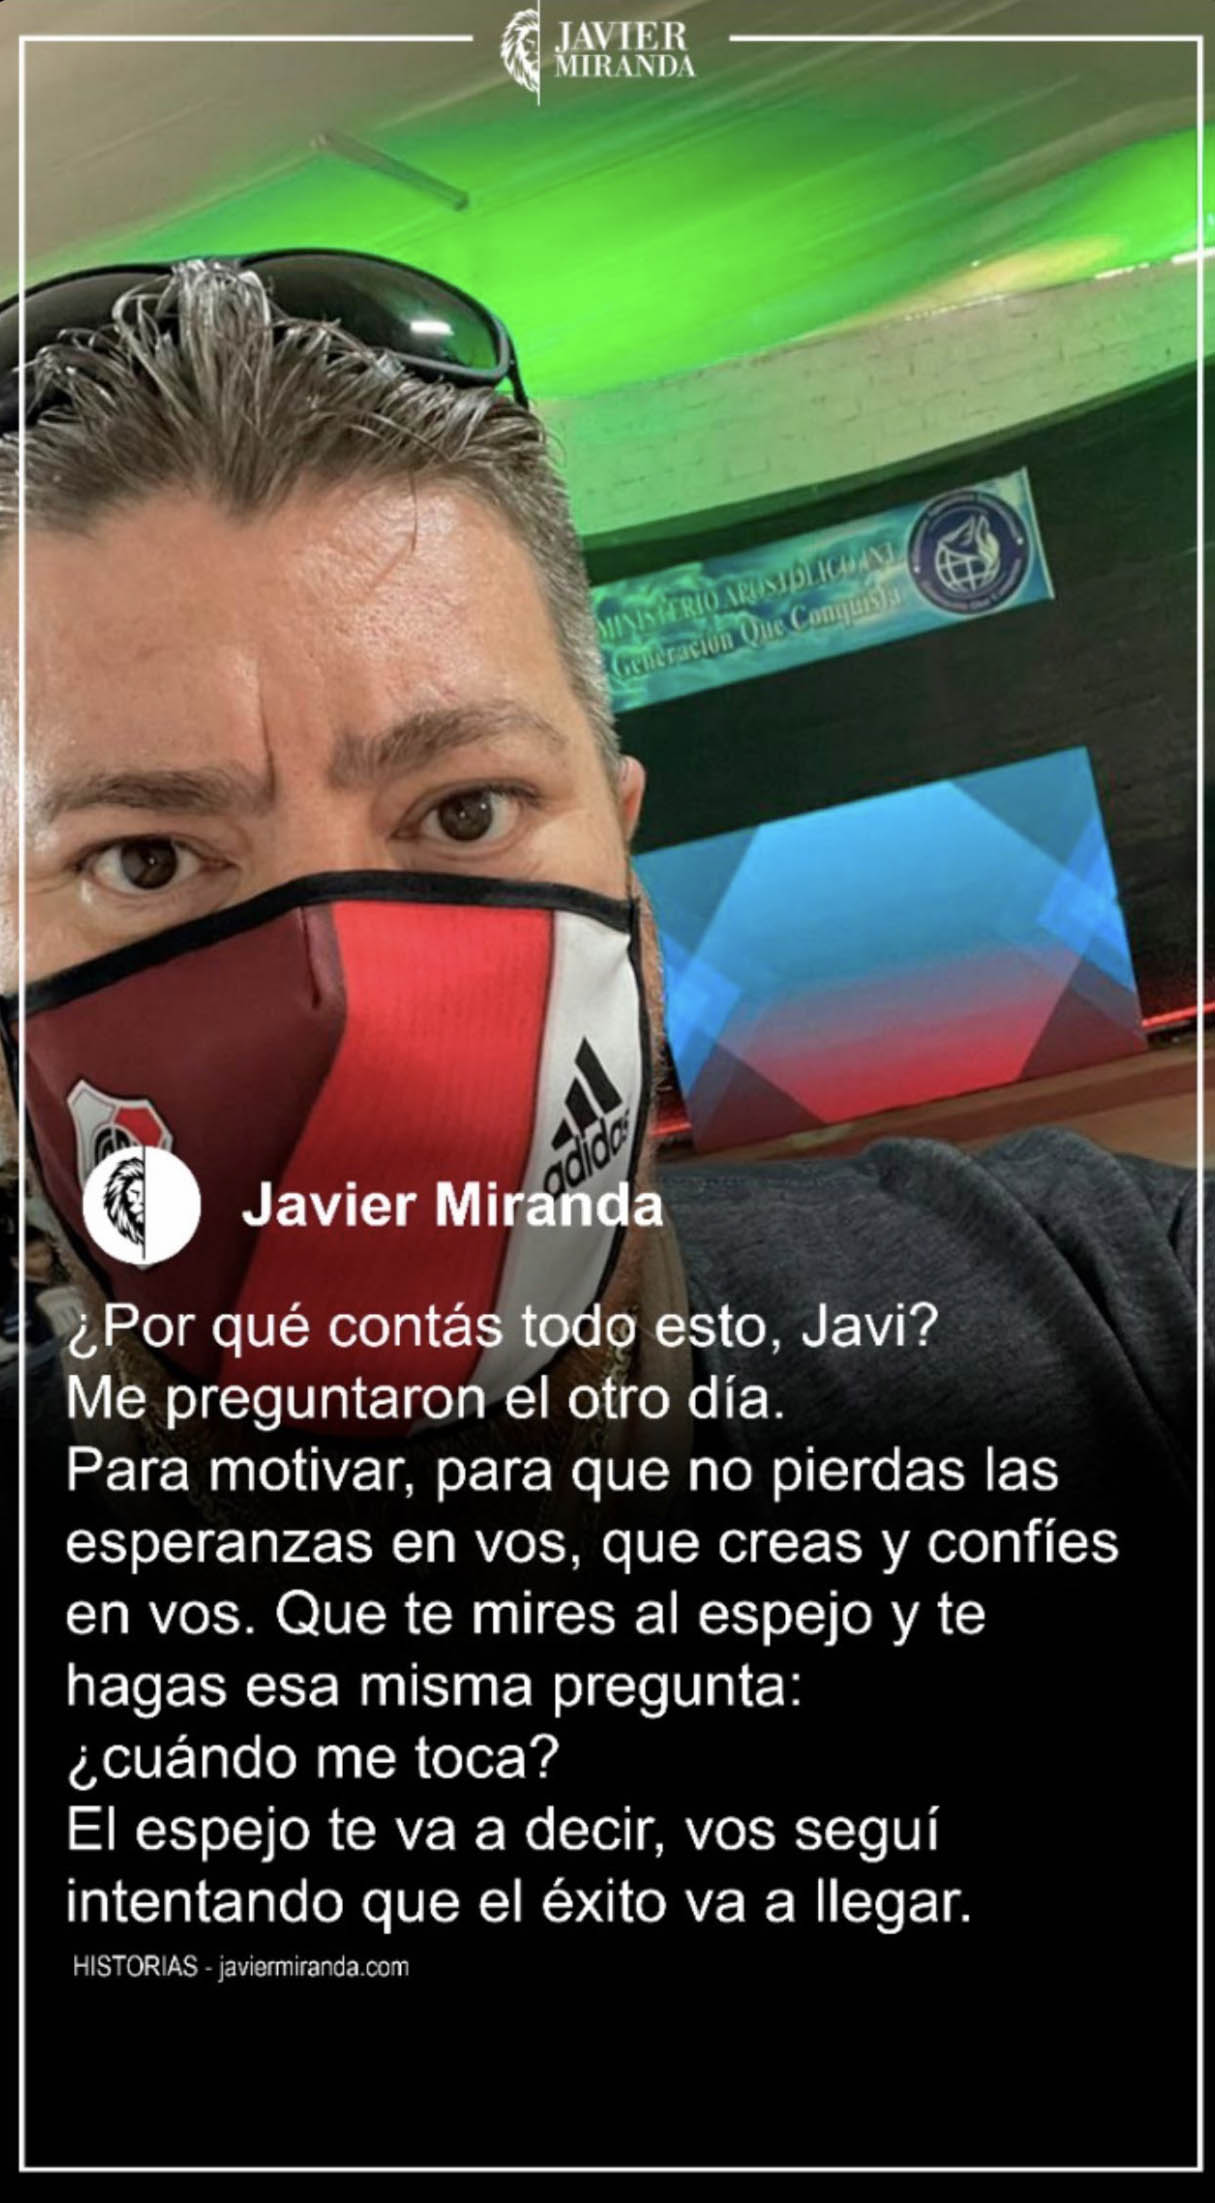 JAVIER
MIRANDA
MINISTERIO APOSTOLICO INT.
Generación Que Conquista
adidas
Javier Miranda
¿Por qué contás todo esto, Javi?
Me preguntaron el otro día.
Para motivar, para que no pierdas las
esperanzas en vos, que creas y confíes
en vos. Que te mires al espejo y te
hagas esa misma pregunta:
¿cuándo me toca?
El espejo te va a decir, vos seguí
intentando que el éxito va a llegar.
HISTORIAS - javiermiranda.com